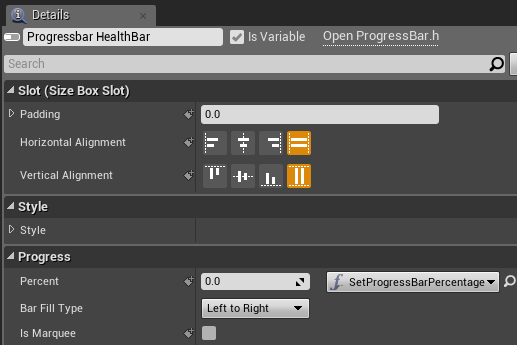 Details
Progressbar HealthBar Is Variable Open ProgressBar.h
Search
Slot (Size Box Slot)
Padding 0.0
Horizontal Alignment
Vertical Alignment
Style
Style
Progress
Percent 0.0 SetProgressBarPercentage
Bar Fill Type Left to Right
Is Marquee